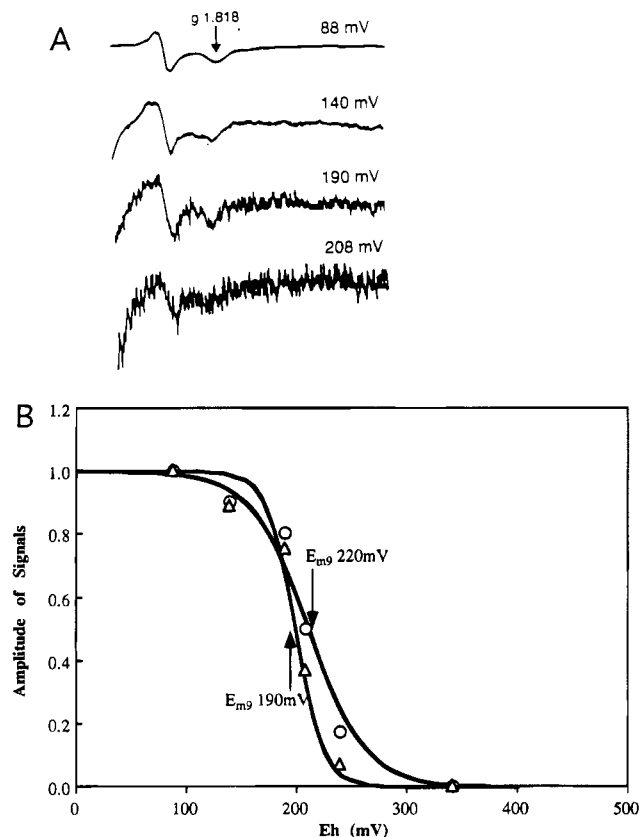 A
g 1.818
88 mV
140 mV
190 mV
208 mV
B
1.2
1.0
0.8
0.6
0.4
0.2
0.0
Amplitude of Signals
Em9 220mV
Em9 190mV
0 100 200 300 400 500
Eh (mV)